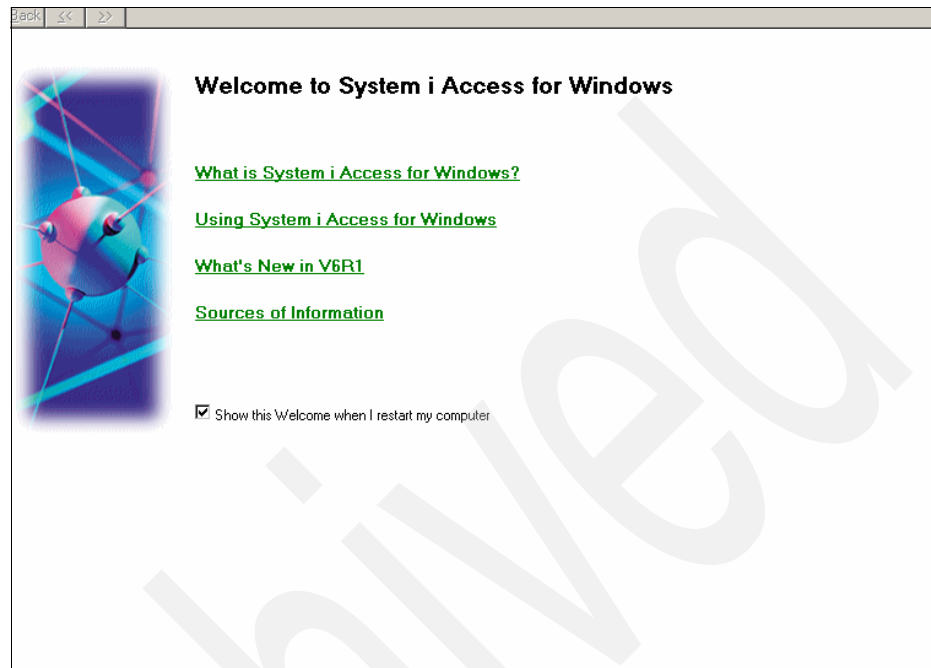 Back << >>
Welcome to System i Access for Windows
What is System i Access for Windows?
Using System i Access for Windows
What's New in V6R1
Sources of Information
Show this Welcome when I restart my computer
hived